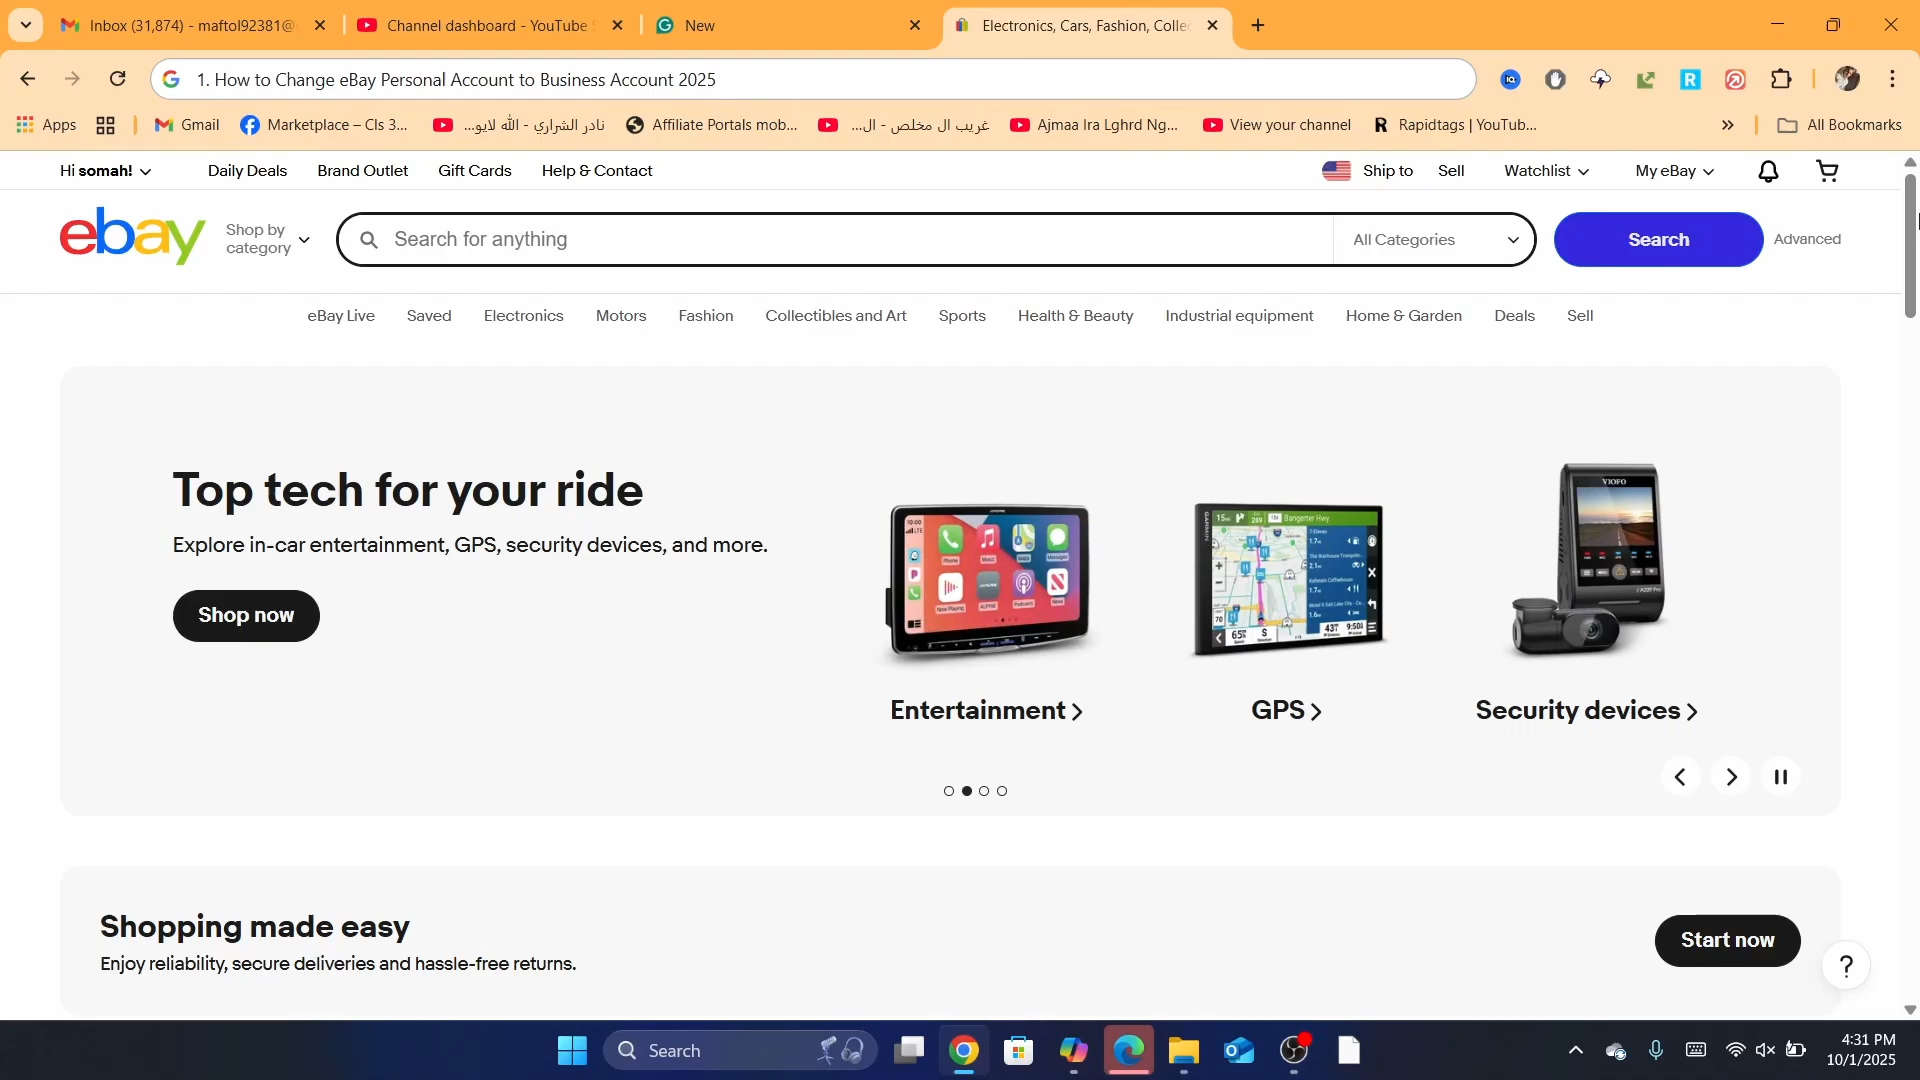 Inbox (31,874) - maftol92381@
Channel dashboard - YouTube
New
Electronics, Cars, Fashion, Collec
1. How to Change eBay Personal Account to Business Account 2025
Apps
Gmail
Marketplace – Cls 3...
نادر الشراري - الله لايو...
Affiliate Portals mob...
غريب ال مخلص - ال...
Ajmaa Ira Lghrd Ng...
View your channel
Rapidtags | YouTub...
All Bookmarks
Hi somah!
Daily Deals
Brand Outlet
Gift Cards
Help & Contact
Ship to
Sell
Watchlist
My eBay
ebay
Shop by
category
Search for anything
All Categories
Search
Advanced
eBay Live
Saved
Electronics
Motors
Fashion
Collectibles and Art
Sports
Health & Beauty
Industrial equipment
Home & Garden
Deals
Sell
Top tech for your ride
Explore in-car entertainment, GPS, security devices, and more.
Shop now
VIOFO
Bangerter Hwy
Entertainment
GPS
Security devices
Shopping made easy
Enjoy reliability, secure deliveries and hassle-free returns.
Start now
?
Search
4:31 PM
10/1/2025